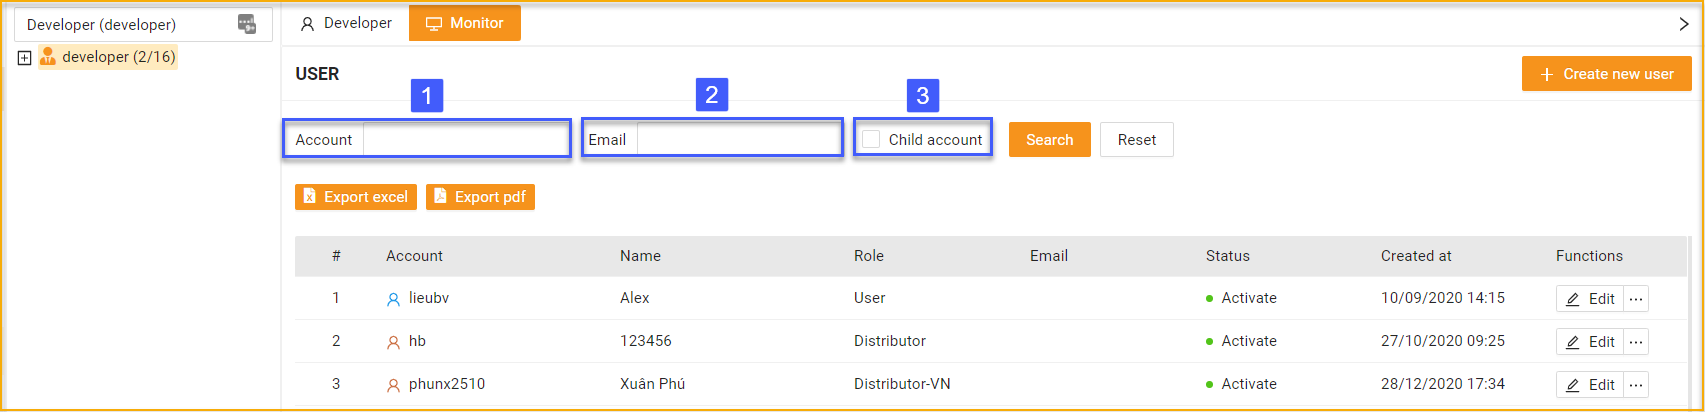 Developer (developer)
developer (2/16)
Developer Monitor
USER
Create new user
1 2 3
Account Email Child account Search Reset
Export excel Export pdf
# Account Name Role Email Status Created at Functions
1 lieubv Alex User Activate 10/09/2020 14:15 Edit ...
2 hb 123456 Distributor Activate 27/10/2020 09:25 Edit ...
3 phunx2510 Xuân Phú Distributor-VN Activate 28/12/2020 17:34 Edit ...